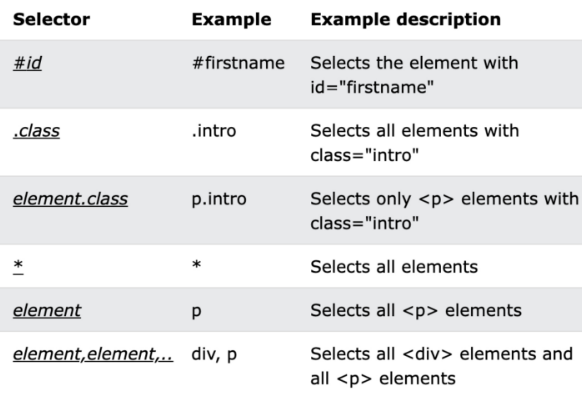 Selector Example Example description
#id #firstname Selects the element with
id="firstname"
.class .intro Selects all elements with
class="intro"
element.class p.intro Selects only <p> elements with
class="intro"
* * Selects all elements
element p Selects all <p> elements
element,element,.. div, p Selects all <div> elements and
all <p> elements